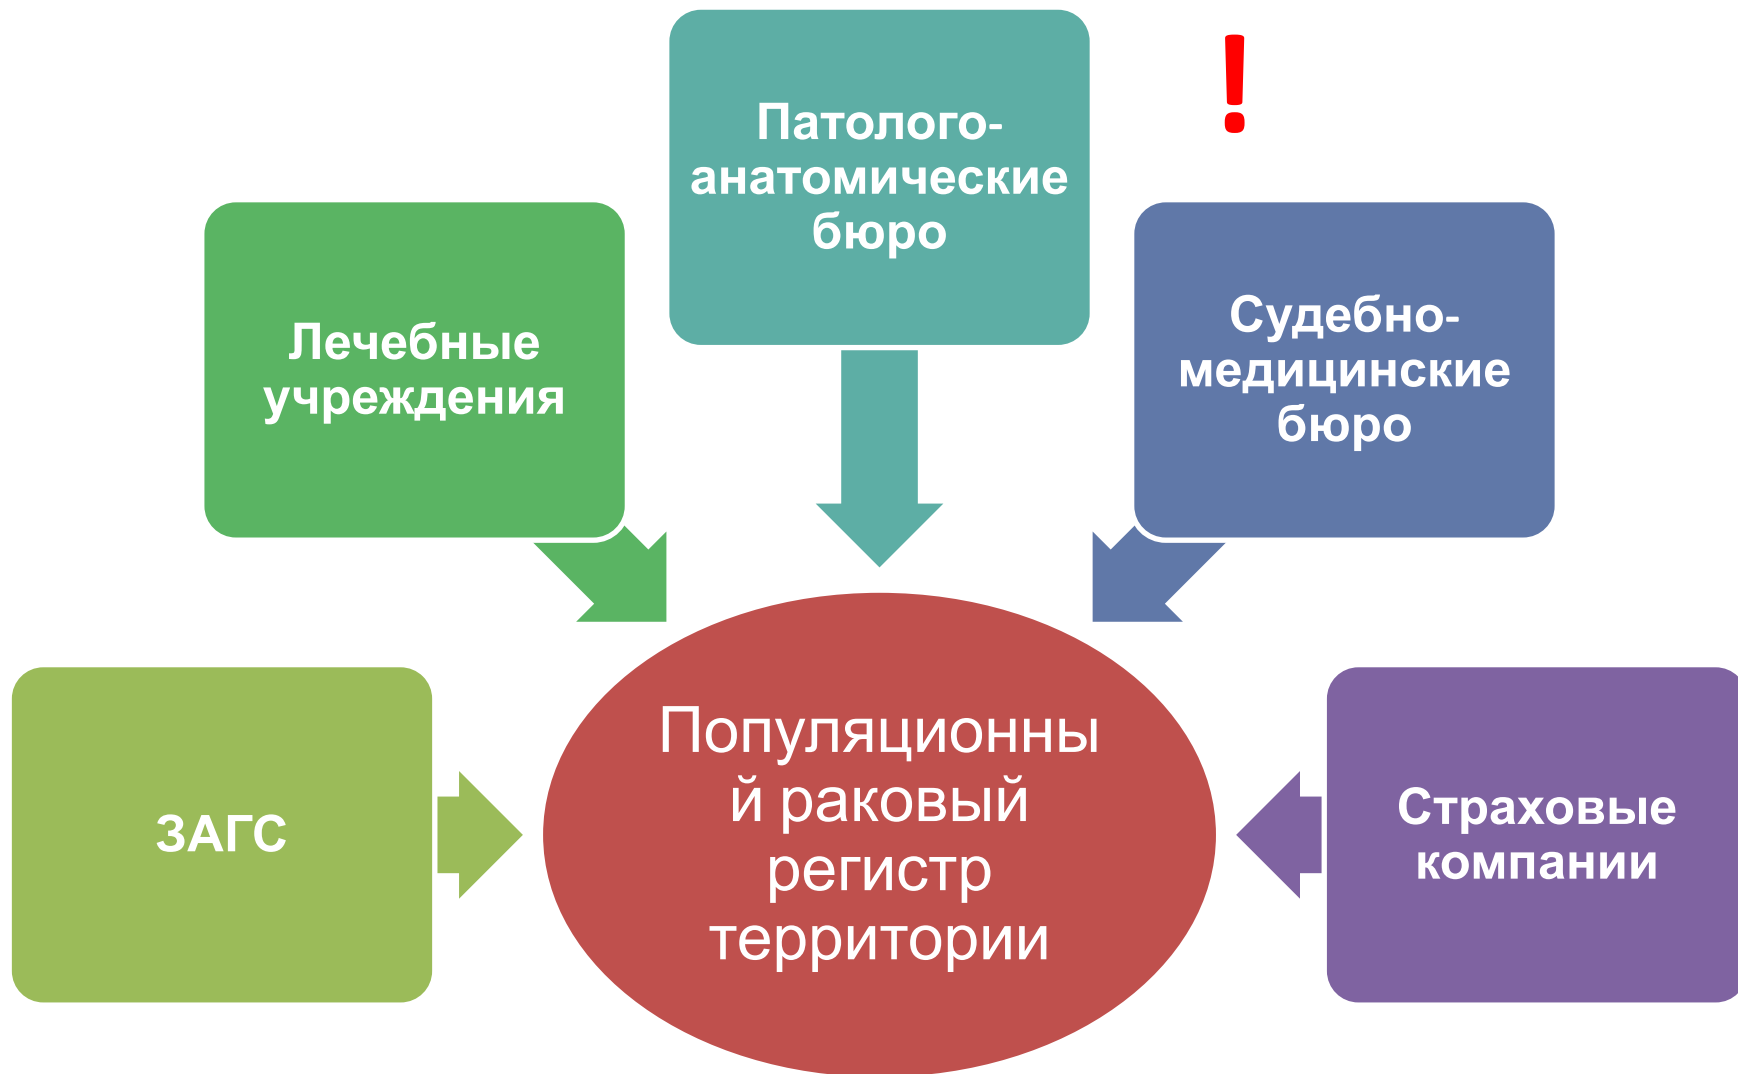 Патолого-
анатомические
бюро
!
Лечебные
учреждения
Судебно-
медицинские
бюро
ЗАГС
Популяционны
й раковый
регистр
территории
Страховые
компании